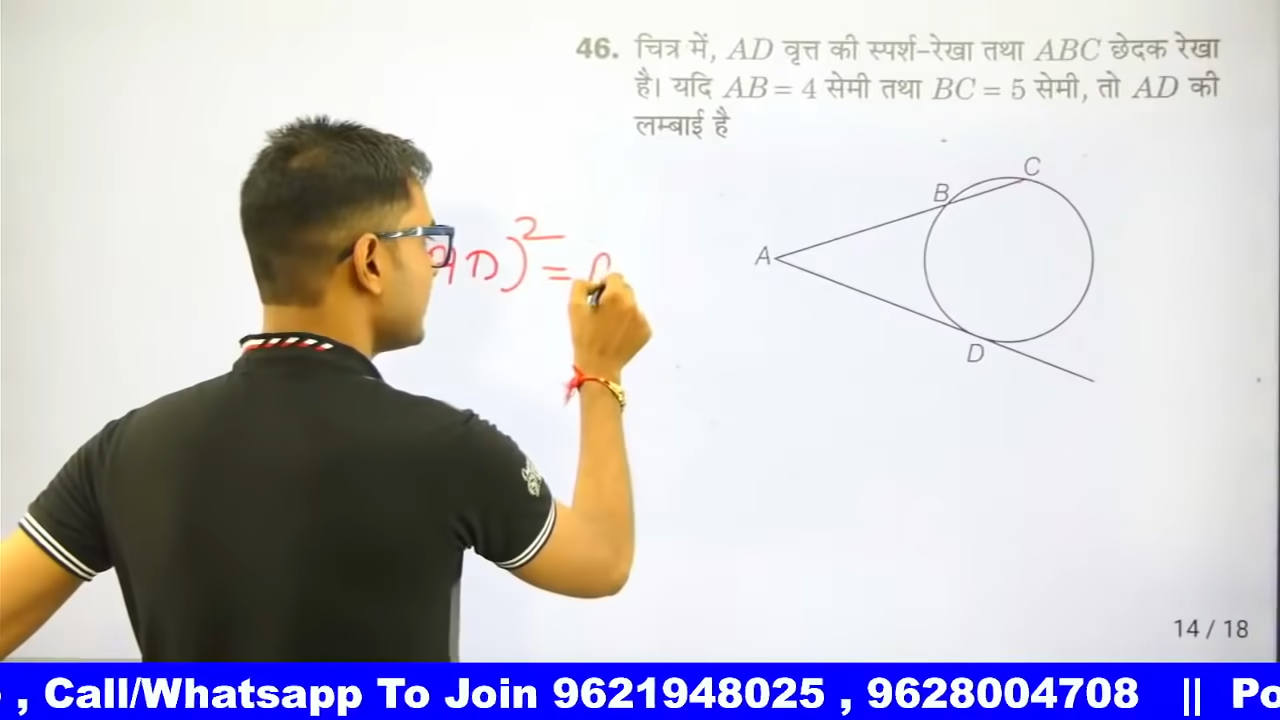 46. चित्र में, AD वृत्त की स्पर्श-रेखा तथा ABC छेदक रेखा
है। यदि AB = 4 सेमी तथा BC = 5 सेमी, तो AD की
लम्बाई है
C
B
A
D
D)² =
14 / 18
, Call/Whatsapp To Join 9621948025 , 9628004708 || Po